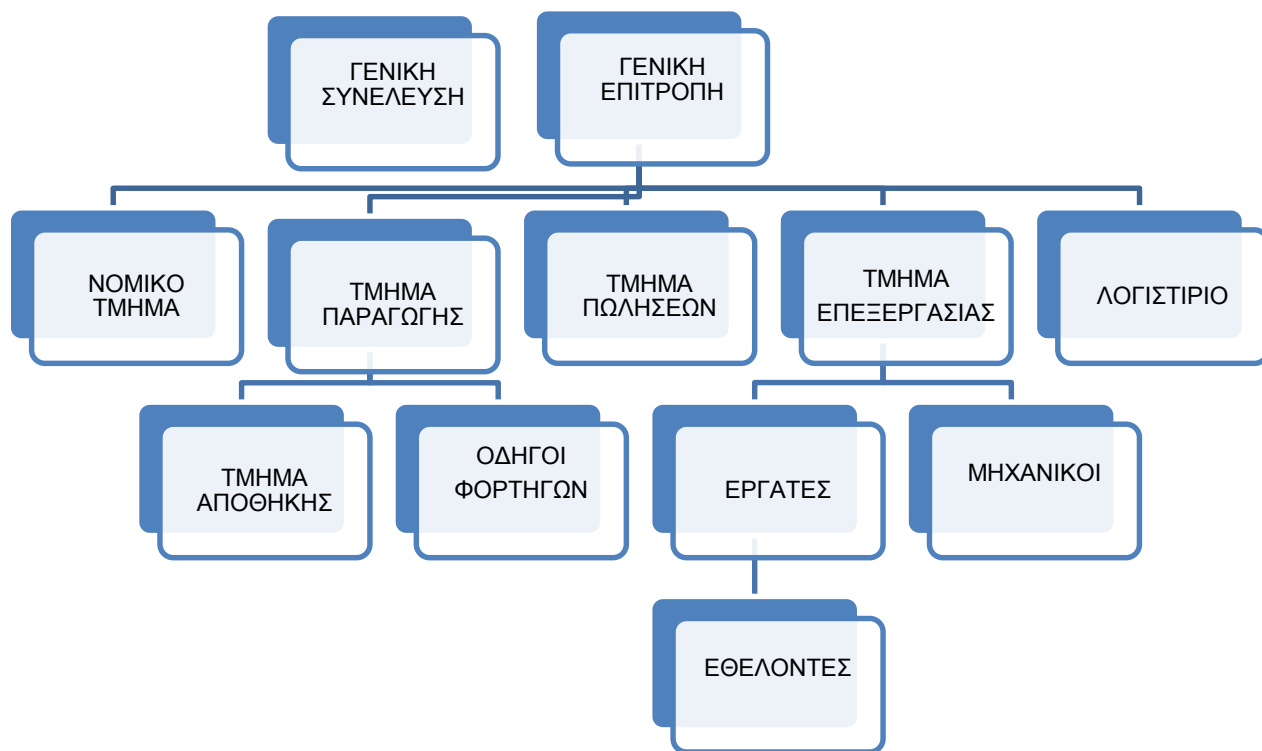 ΓΕΝΙΚΗ
ΣΥΝΕΛΕΥΣΗ
ΓΕΝΙΚΗ
ΕΠΙΤΡΟΠΗ
ΝΟΜΙΚΟ
ΤΜΗΜΑ
ΤΜΗΜΑ
ΠΑΡΑΓΩΓΗΣ
ΤΜΗΜΑ
ΠΩΛΗΣΕΩΝ
ΤΜΗΜΑ
ΕΠΕΞΕΡΓΑΣΙΑΣ
ΛΟΓΙΣΤΙΡΙΟ
ΤΜΗΜΑ
ΑΠΟΘΗΚΗΣ
ΟΔΗΓΟΙ
ΦΟΡΤΗΓΩΝ
ΕΡΓΑΤΕΣ
ΜΗΧΑΝΙΚΟΙ
ΕΘΕΛΟΝΤΕΣ